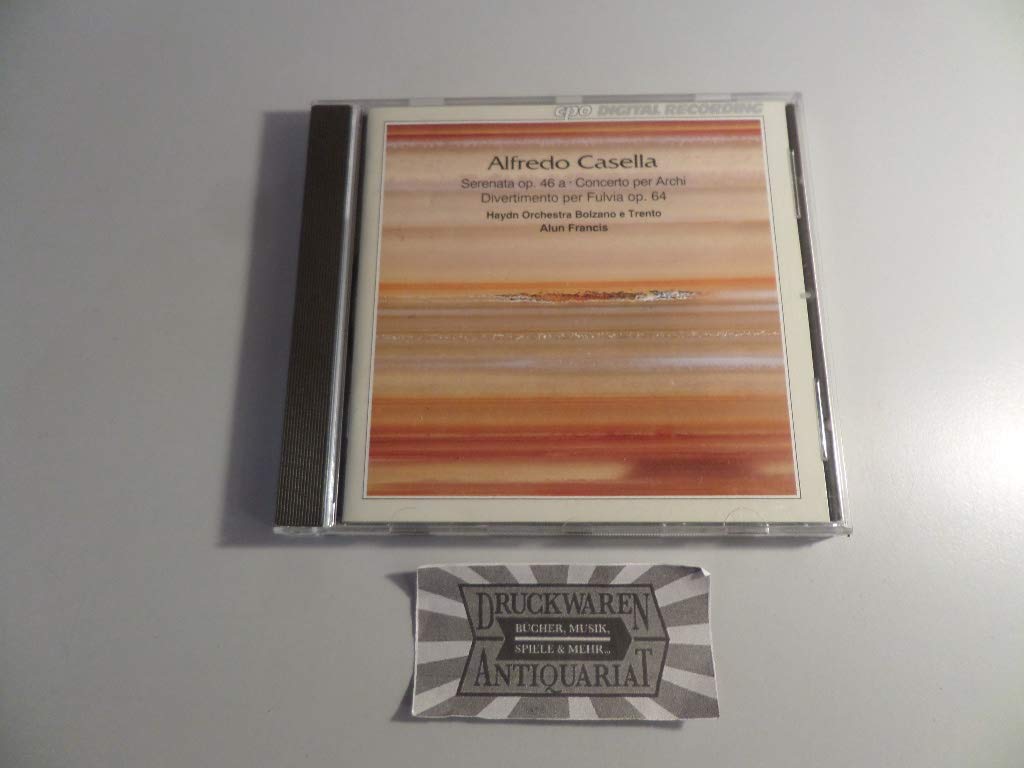 cpo DIGITAL RECORDING
Alfredo Casella
Serenata op. 46 a · Concerto per Archi
Divertimento per Fulvia op. 64
Haydn Orchestra Bolzano e Trento
Alun Francis
DRUCKWAREN
BÜCHER, MUSIK,
SPIELE & MEHR...
ANTIQUARIAT